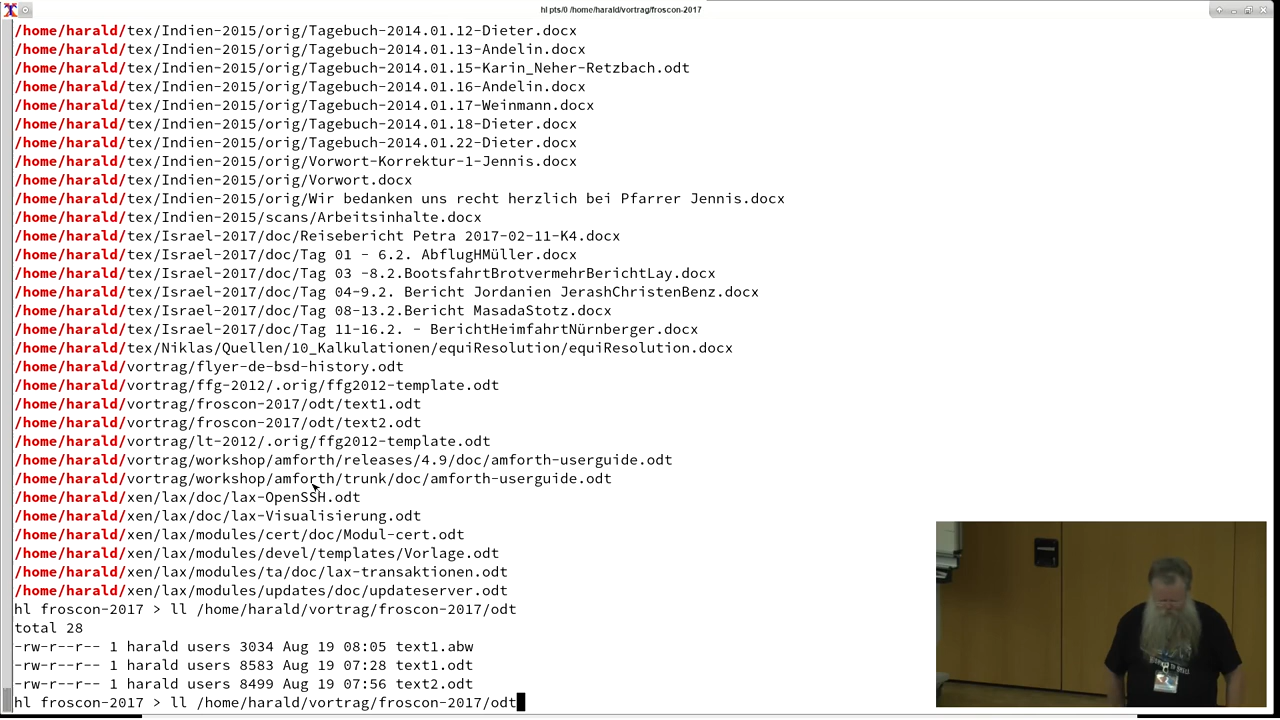 hl pts/0 /home/harald/vortrag/froscon-2017
/home/harald/tex/Indien-2015/orig/Tagebuch-2014.01.12-Dieter.docx
/home/harald/tex/Indien-2015/orig/Tagebuch-2014.01.13-Andelin.docx
/home/harald/tex/Indien-2015/orig/Tagebuch-2014.01.15-Karin_Neher-Retzbach.odt
/home/harald/tex/Indien-2015/orig/Tagebuch-2014.01.16-Andelin.docx
/home/harald/tex/Indien-2015/orig/Tagebuch-2014.01.17-Weinmann.docx
/home/harald/tex/Indien-2015/orig/Tagebuch-2014.01.18-Dieter.docx
/home/harald/tex/Indien-2015/orig/Tagebuch-2014.01.22-Dieter.docx
/home/harald/tex/Indien-2015/orig/Vorwort-Korrektur-1-Jennis.docx
/home/harald/tex/Indien-2015/orig/Vorwort.docx
/home/harald/tex/Indien-2015/orig/Wir bedanken uns recht herzlich bei Pfarrer Jennis.docx
/home/harald/tex/Indien-2015/scans/Arbeitsinhalte.docx
/home/harald/tex/Israel-2017/doc/Reisebericht Petra 2017-02-11-K4.docx
/home/harald/tex/Israel-2017/doc/Tag 01 - 6.2. AbflugHMüller.docx
/home/harald/tex/Israel-2017/doc/Tag 03 -8.2.BootsfahrtBrotvermehrBerichtLay.docx
/home/harald/tex/Israel-2017/doc/Tag 04-9.2. Bericht Jordanien JerashChristenBenz.docx
/home/harald/tex/Israel-2017/doc/Tag 08-13.2.Bericht MasadaStotz.docx
/home/harald/tex/Israel-2017/doc/Tag 11-16.2. - BerichtHeimfahrtNürnberger.docx
/home/harald/tex/Niklas/Quellen/10_Kalkulationen/equiResolution/equiResolution.docx
/home/harald/vortrag/flyer-de-bsd-history.odt
/home/harald/vortrag/ffg-2012/.orig/ffg2012-template.odt
/home/harald/vortrag/froscon-2017/odt/text1.odt
/home/harald/vortrag/froscon-2017/odt/text2.odt
/home/harald/vortrag/lt-2012/.orig/ffg2012-template.odt
/home/harald/vortrag/workshop/amforth/releases/4.9/doc/amforth-userguide.odt
/home/harald/vortrag/workshop/amforth/trunk/doc/amforth-userguide.odt
/home/harald/xen/lax/doc/lax-OpenSSH.odt
/home/harald/xen/lax/doc/lax-Visualisierung.odt
/home/harald/xen/lax/modules/cert/doc/Modul-cert.odt
/home/harald/xen/lax/modules/devel/templates/Vorlage.odt
/home/harald/xen/lax/modules/ta/doc/lax-transaktionen.odt
/home/harald/xen/lax/modules/updates/doc/updateserver.odt
hl froscon-2017 > ll /home/harald/vortrag/froscon-2017/odt
total 28
-rw-r--r-- 1 harald users 3034 Aug 19 08:05 text1.abw
-rw-r--r-- 1 harald users 8583 Aug 19 07:28 text1.odt
-rw-r--r-- 1 harald users 8499 Aug 19 07:56 text2.odt
hl froscon-2017 > ll /home/harald/vortrag/froscon-2017/odt